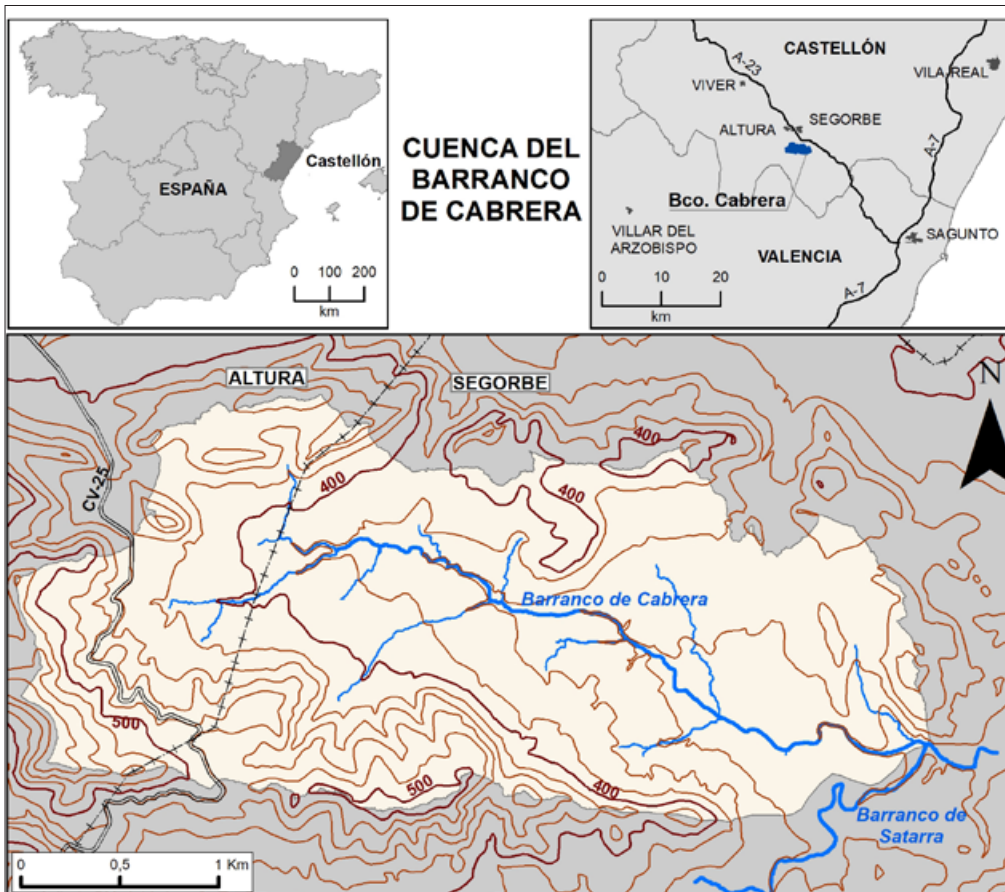 ESPAÑA
Castellón
0 100 200
km
CUENCA DEL
BARRANCO
DE CABRERA
CASTELLÓN
A-23
VIVER
VILA REAL
ALTURA
SEGORBE
A-7
Bco. Cabrera
VILLAR DEL
ARZOBISPO
SAGUNTO
VALENCIA
0 10 20
km
A-7
ALTURA
SEGORBE
N
400
CV-25
400
400
Barranco de Cabrera
500
500
400
Barranco de
Satarra
0 0,5 1 Km